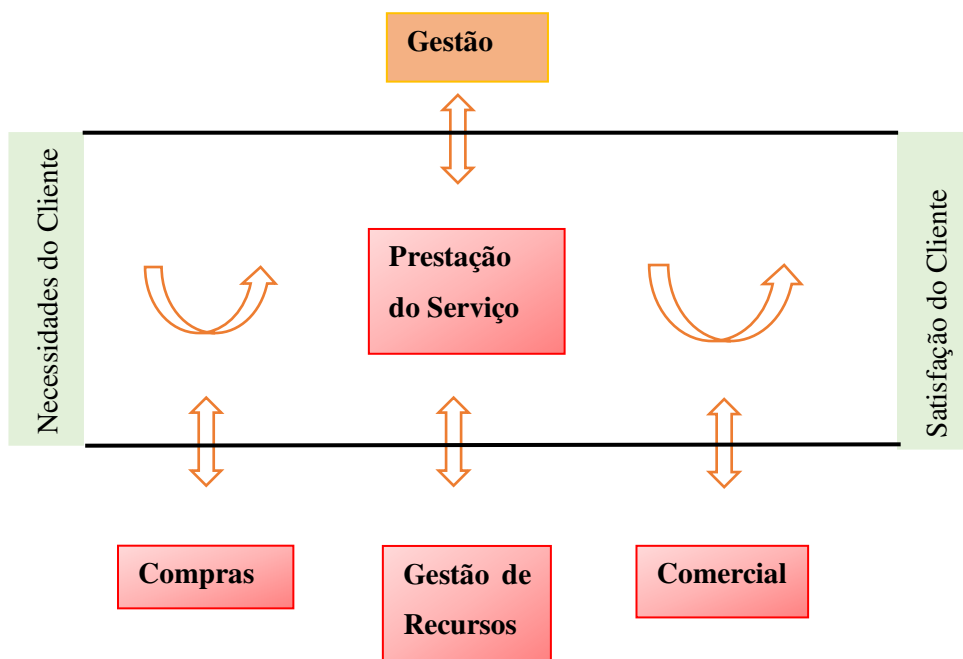 Gestão
Necessidades do Cliente
Prestação
do Serviço
Satisfação do Cliente
Compras
Gestão de
Recursos
Comercial